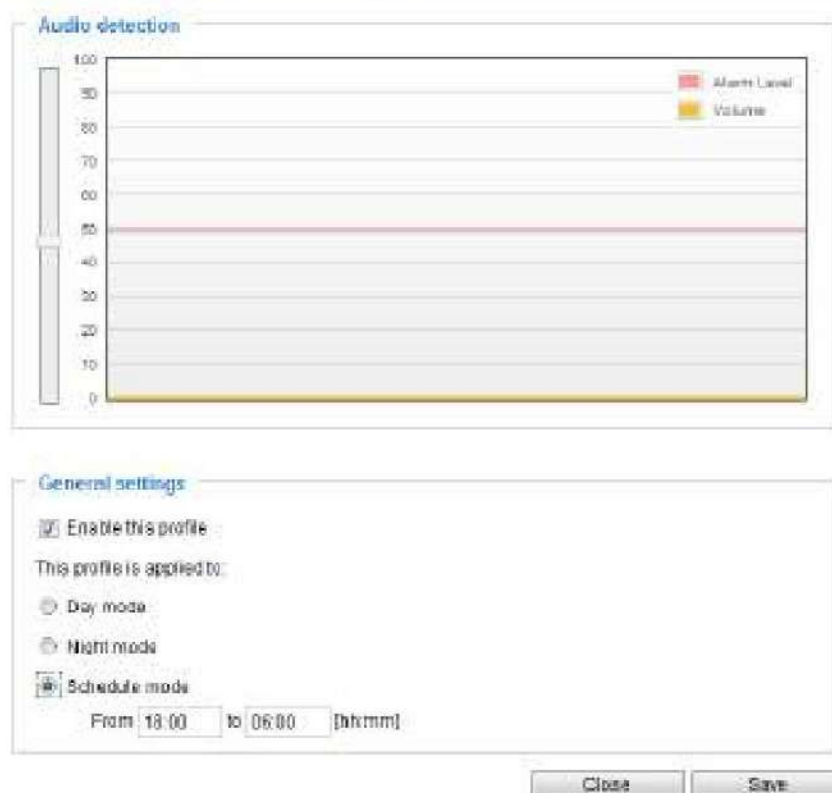 Audio detection
100
90
80
70
60
50
40
30
20
10
0
Alarm Level
Volume
General settings
Enable this profile
This profile is applied to:
Day mode
Night mode
Schedule mode
From 18:00 to 06:00 [hh:mm]
Close Save